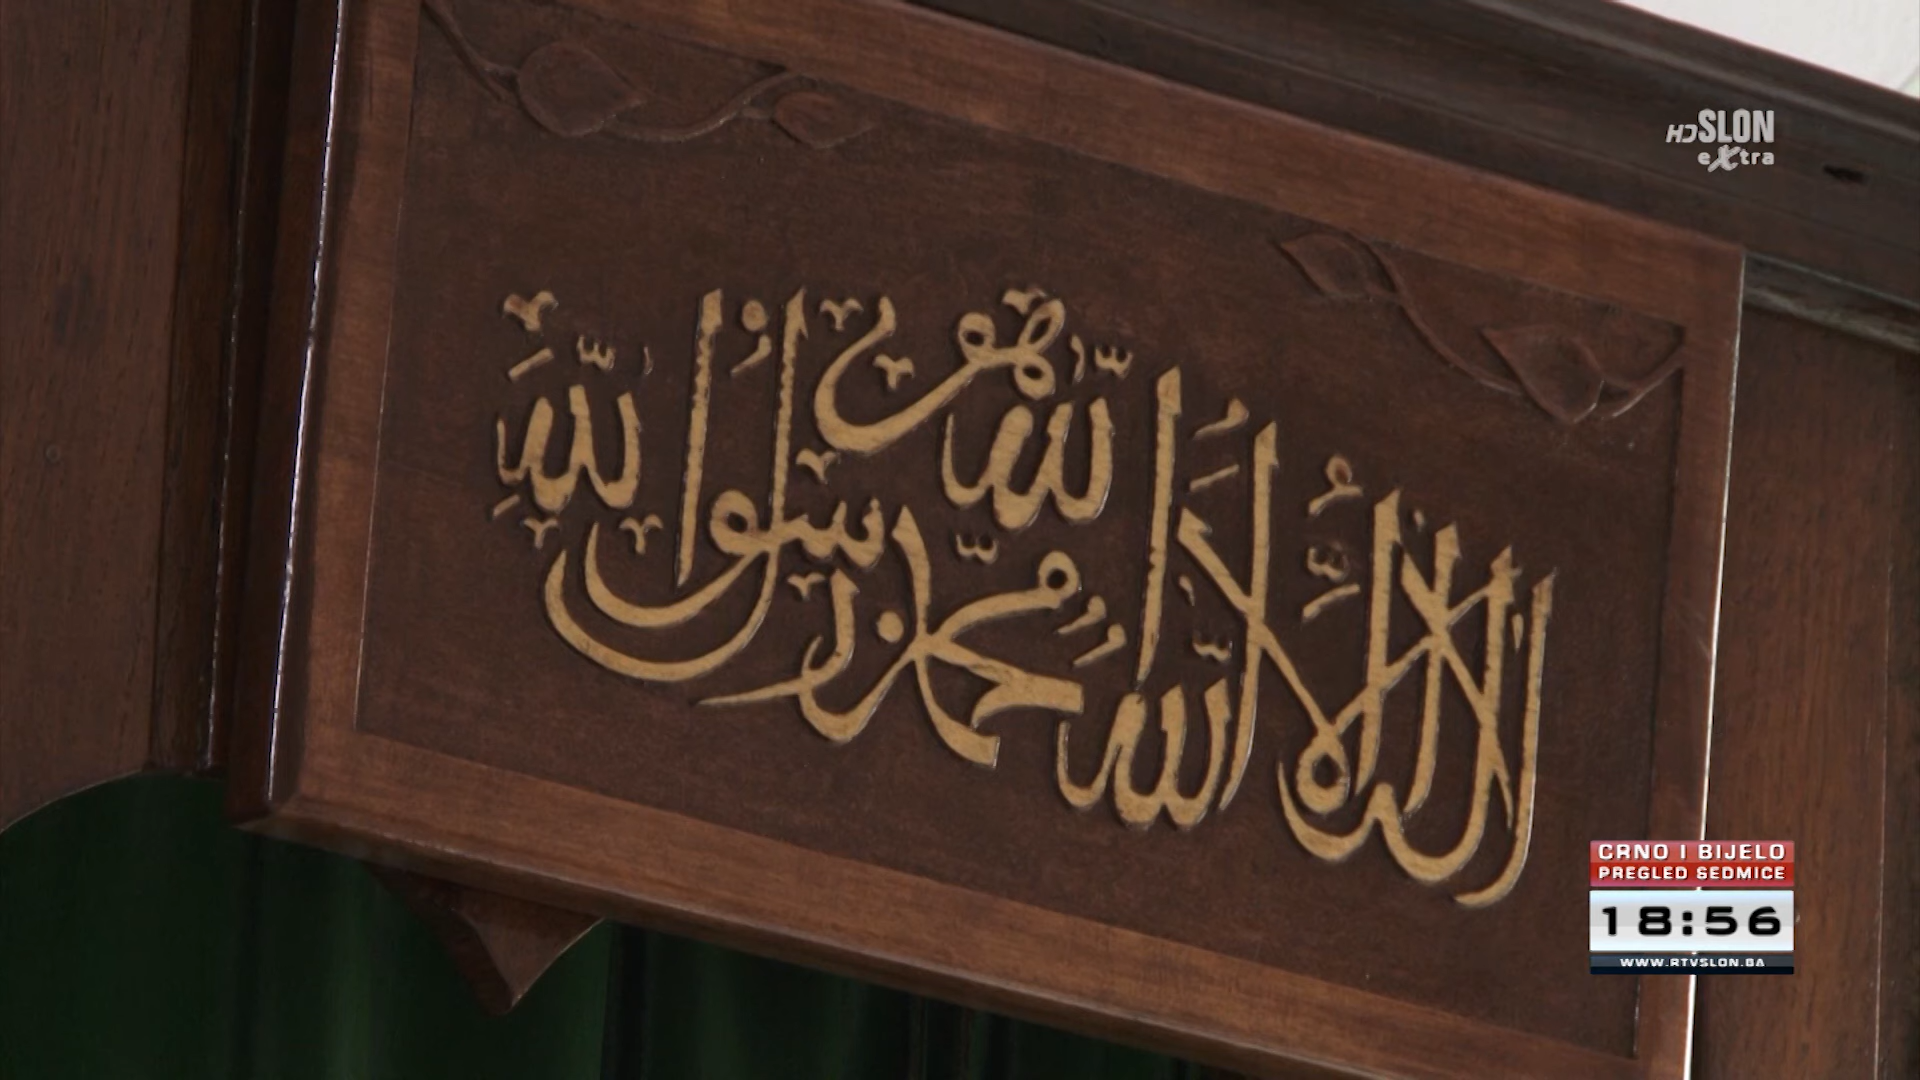 HD SLON
extra
لا اله الا الله
محمد رسول الله
CRNO I BIJELO
PREGLED SEDMICE
18:56
WWW.RTVSLON.BA